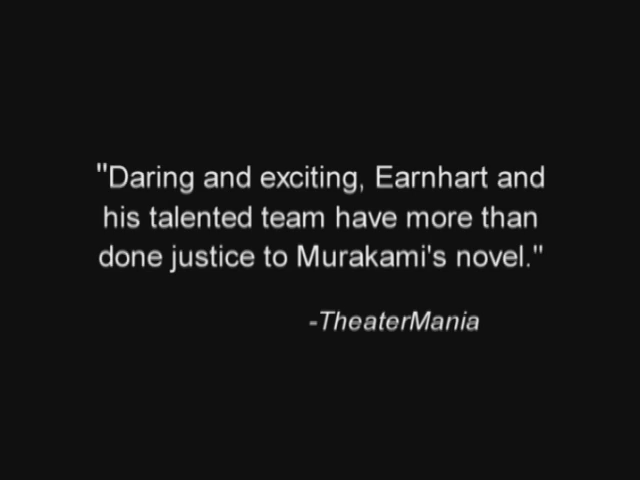 "Daring and exciting, Earnhart and
his talented team have more than
done justice to Murakami's novel."
-TheaterMania